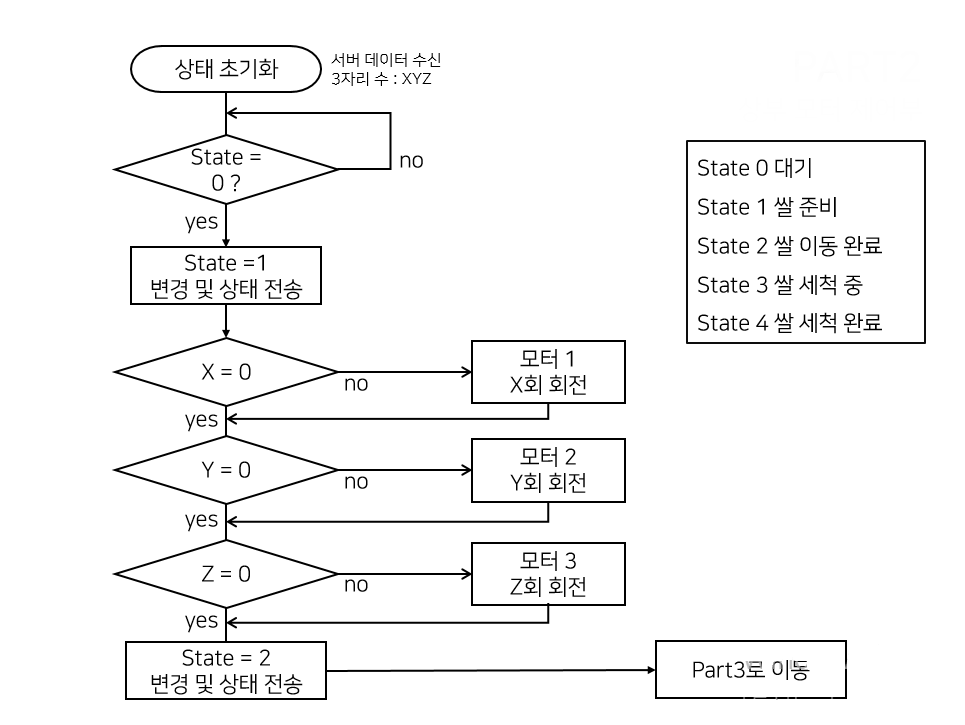 상태 초기화
서버 데이터 수신
3자리 수 : XYZ
State =
0 ?
no
yes
State =1
변경 및 상태 전송
X = 0
no
모터 1
X회 회전
yes
Y = 0
no
모터 2
Y회 회전
yes
Z = 0
no
모터 3
Z회 회전
yes
State = 2
변경 및 상태 전송
Part3로 이동
State 0 대기
State 1 쌀 준비
State 2 쌀 이동 완료
State 3 쌀 세척 중
State 4 쌀 세척 완료